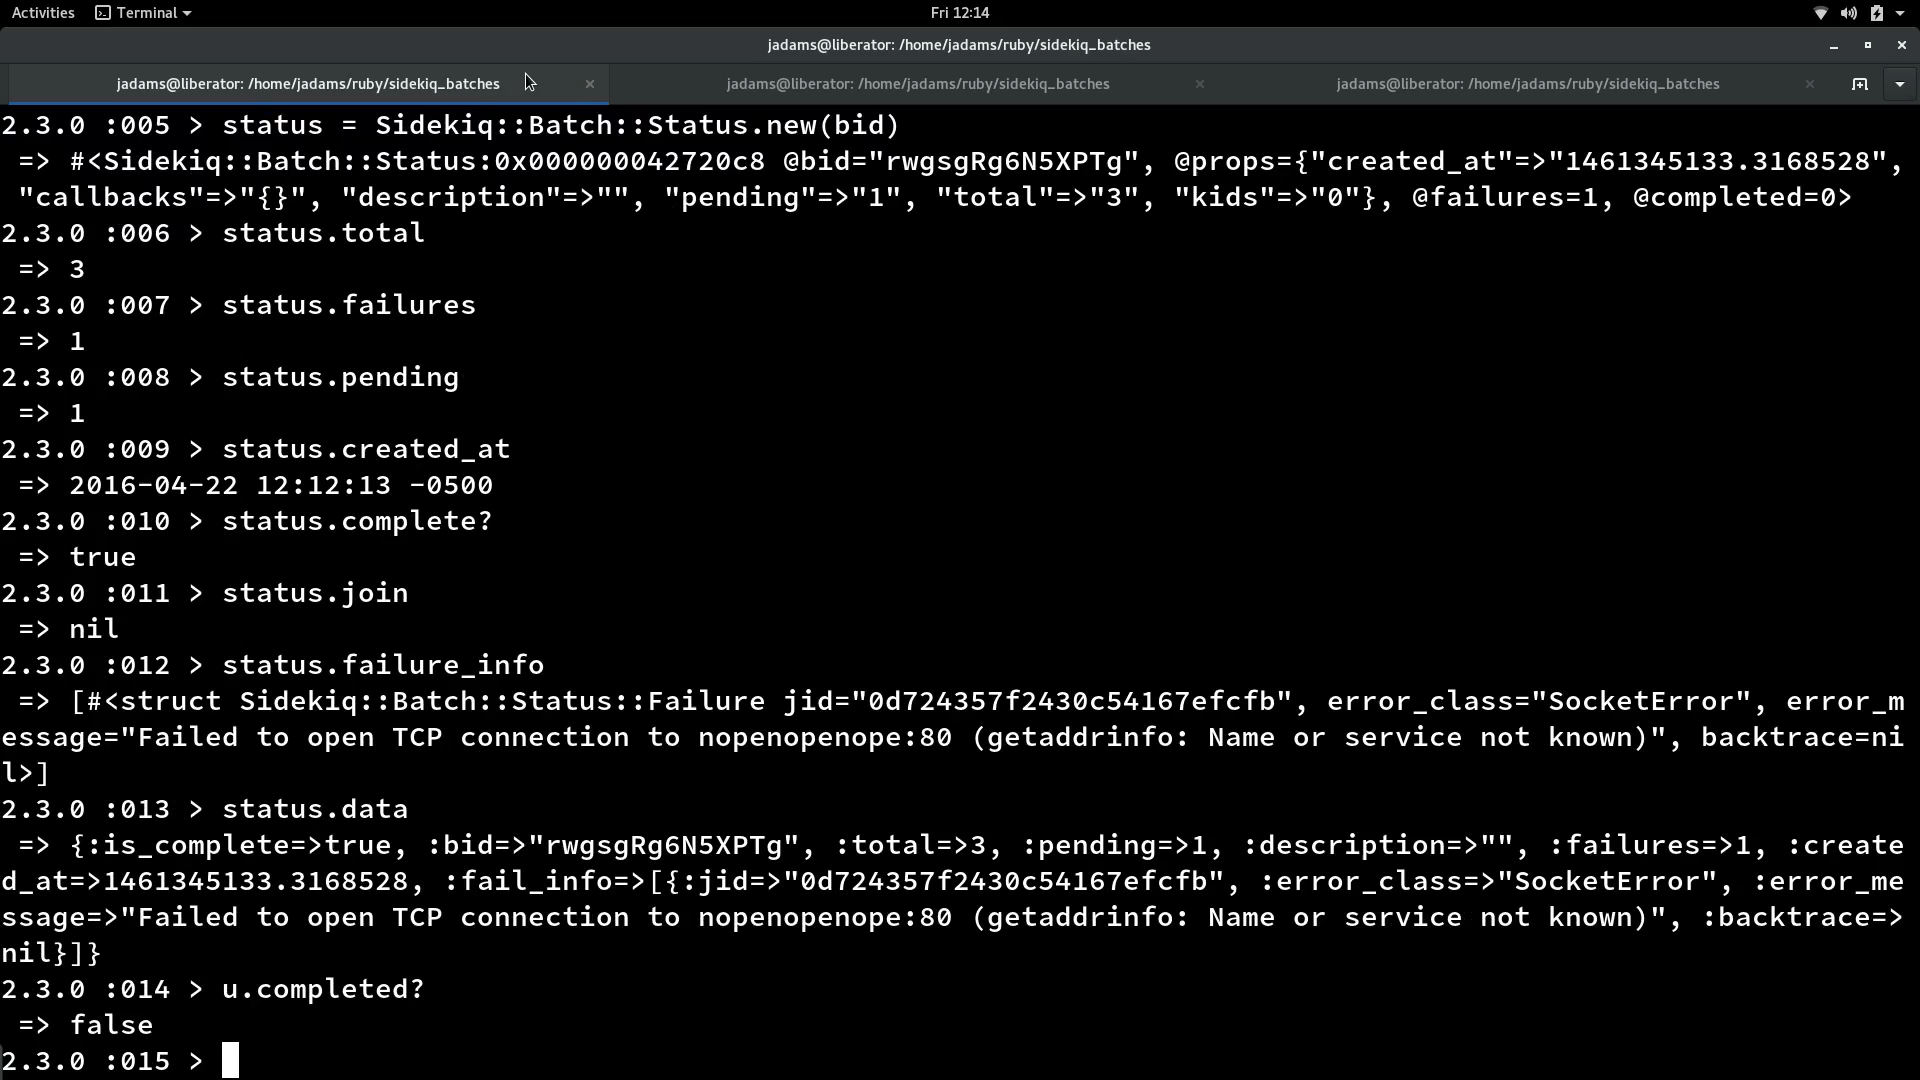 Activities Terminal Fri 12:14
jadams@liberator: /home/jadams/ruby/sidekiq_batches
jadams@liberator: /home/jadams/ruby/sidekiq_batches jadams@liberator: /home/jadams/ruby/sidekiq_batches jadams@liberator: /home/jadams/ruby/sidekiq_batches
2.3.0 :005 > status = Sidekiq::Batch::Status.new(bid)
 => #<Sidekiq::Batch::Status:0x000000042720c8 @bid="rwgsgRg6N5XPTg", @props={"created_at"=>"1461345133.3168528",
 "callbacks"=>"{}", "description"=>"", "pending"=>"1", "total"=>"3", "kids"=>"0"}, @failures=1, @completed=0>
2.3.0 :006 > status.total
 => 3
2.3.0 :007 > status.failures
 => 1
2.3.0 :008 > status.pending
 => 1
2.3.0 :009 > status.created_at
 => 2016-04-22 12:12:13 -0500
2.3.0 :010 > status.complete?
 => true
2.3.0 :011 > status.join
 => nil
2.3.0 :012 > status.failure_info
 => [#<struct Sidekiq::Batch::Status::Failure jid="0d724357f2430c54167efcfb", error_class="SocketError", error_m
essage="Failed to open TCP connection to nopenopenope:80 (getaddrinfo: Name or service not known)", backtrace=ni
l>]
2.3.0 :013 > status.data
 => {:is_complete=>true, :bid=>"rwgsgRg6N5XPTg", :total=>3, :pending=>1, :description=>"", :failures=>1, :create
d_at=>1461345133.3168528, :fail_info=>[{:jid=>"0d724357f2430c54167efcfb", :error_class=>"SocketError", :error_me
ssage=>"Failed to open TCP connection to nopenopenope:80 (getaddrinfo: Name or service not known)", :backtrace=>
nil}]}
2.3.0 :014 > u.completed?
 => false
2.3.0 :015 >